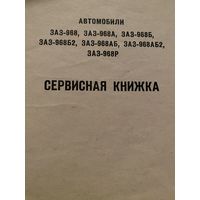 АВТОМОБИЛИ
ЗАЗ-968, ЗАЗ-968А, ЗАЗ-968Б,
ЗАЗ-968Б2, ЗАЗ-968АБ, ЗАЗ-968АБ2,
ЗАЗ-968Р
СЕРВИСНАЯ КНИЖКА